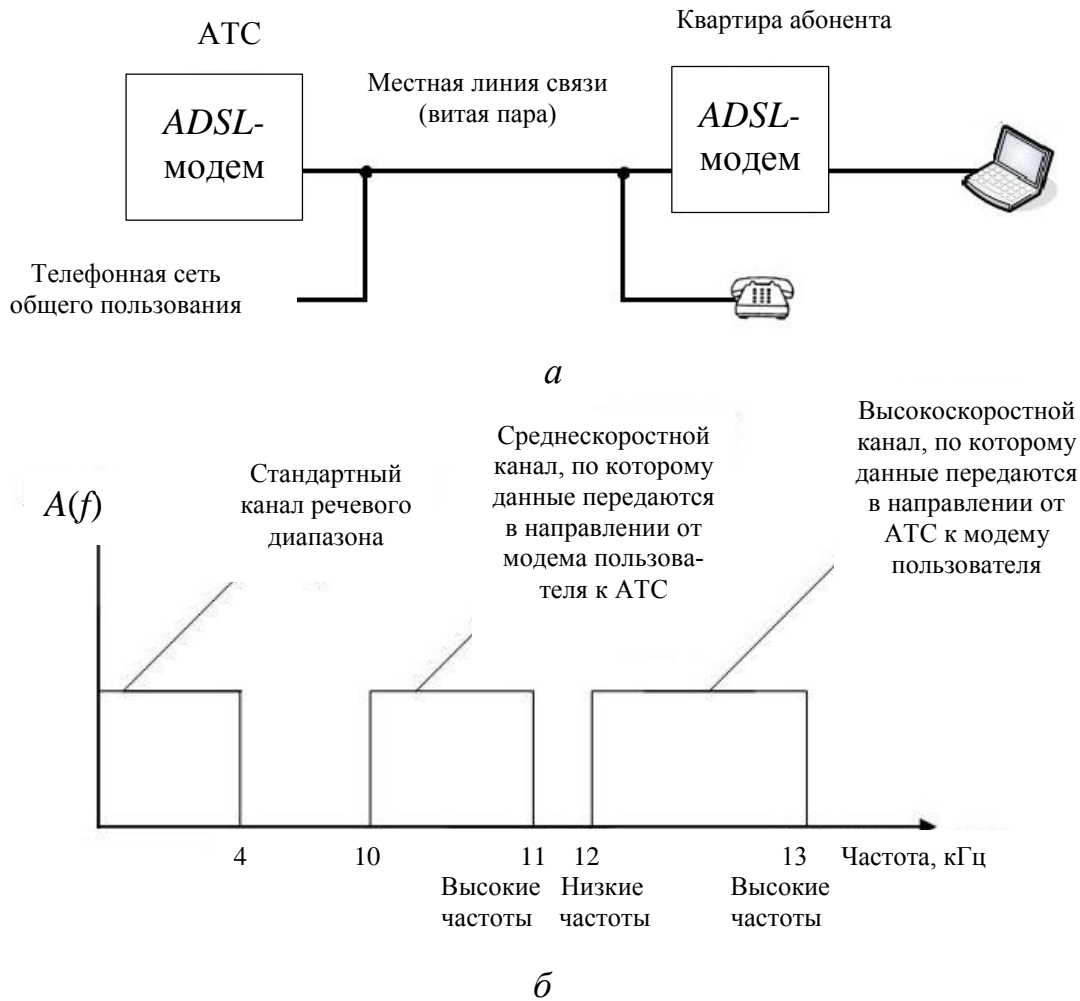 АТС
Квартира абонента
Местная линия связи
(витая пара)
ADSL-
модем
ADSL-
модем
Телефонная сеть
общего пользования
а
Стандартный
канал речевого
диапазона
Среднескоростной
канал, по которому
данные передаются
в направлении от
модема пользова-
теля к АТС
Высокоскоростной
канал, по которому
данные передаются
в направлении от
АТС к модему
пользователя
A(f)
4
10
11
12
13
Частота, кГц
Высокие
частоты
Низкие
частоты
Высокие
частоты
б